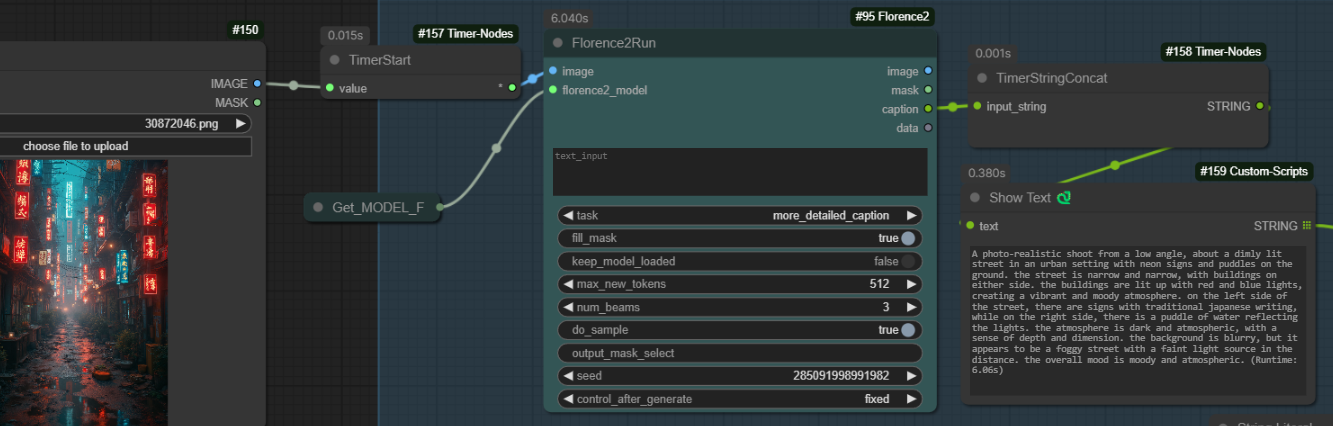 #150
IMAGE
MASK
30872046.png
choose file to upload
0.015s
#157 Timer-Nodes
TimerStart
value
*
Get_MODEL_F
6.040s
#95 Florence2
Florence2Run
image
image
florence2_model
mask
caption
data
text_input
task more_detailed_caption
fill_mask true
keep_model_loaded false
max_new_tokens 512
num_beams 3
do_sample true
output_mask_select
seed 285091998991982
control_after_generate fixed
0.001s
#158 Timer-Nodes
TimerStringConcat
input_string STRING
0.380s
#159 Custom-Scripts
Show Text
text STRING
A photo-realistic shoot from a low angle, about a dimly lit
street in an urban setting with neon signs and puddles on the
ground. the street is narrow and narrow, with buildings on
either side. the buildings are lit up with red and blue lights,
creating a vibrant and moody atmosphere. on the left side of
the street, there are signs with traditional japanese writing,
while on the right side, there is a puddle of water reflecting
the lights. the atmosphere is dark and atmospheric, with a
sense of depth and dimension. the background is blurry, but it
appears to be a foggy street with a faint light source in the
distance. the overall mood is moody and atmospheric. (Runtime:
6.06s)